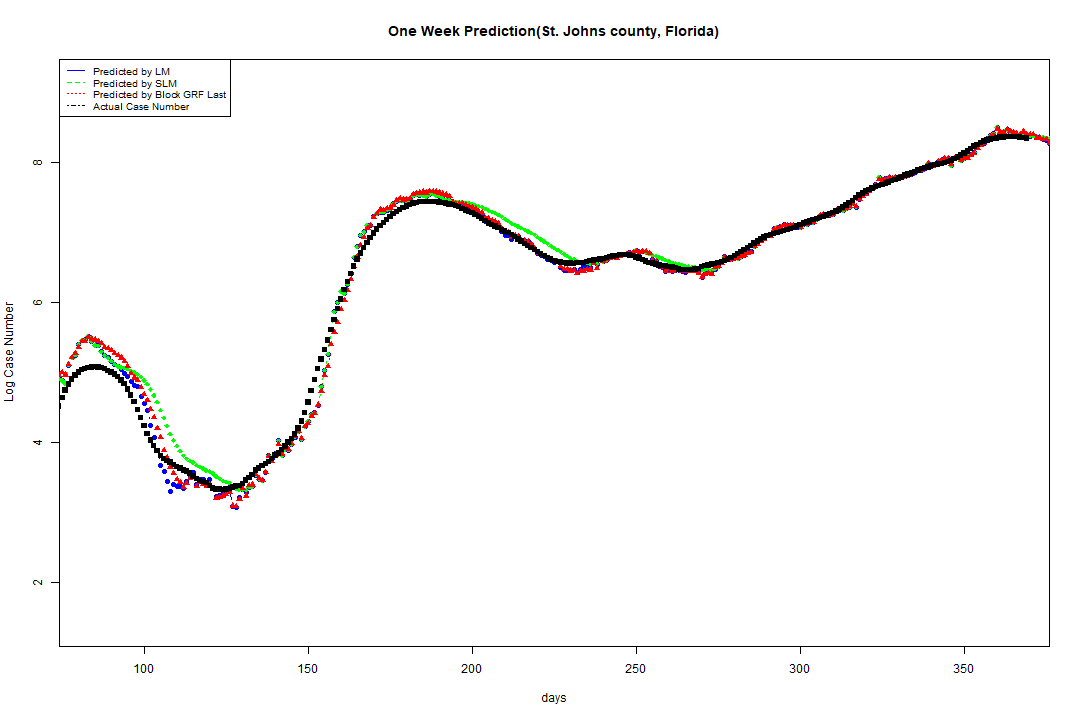 One Week Prediction(St. Johns county, Florida)
Predicted by LM
Predicted by SLM
Predicted by Block GRF Last
Actual Case Number
8
6
4
2
Log Case Number
100 150 200 250 300 350
days